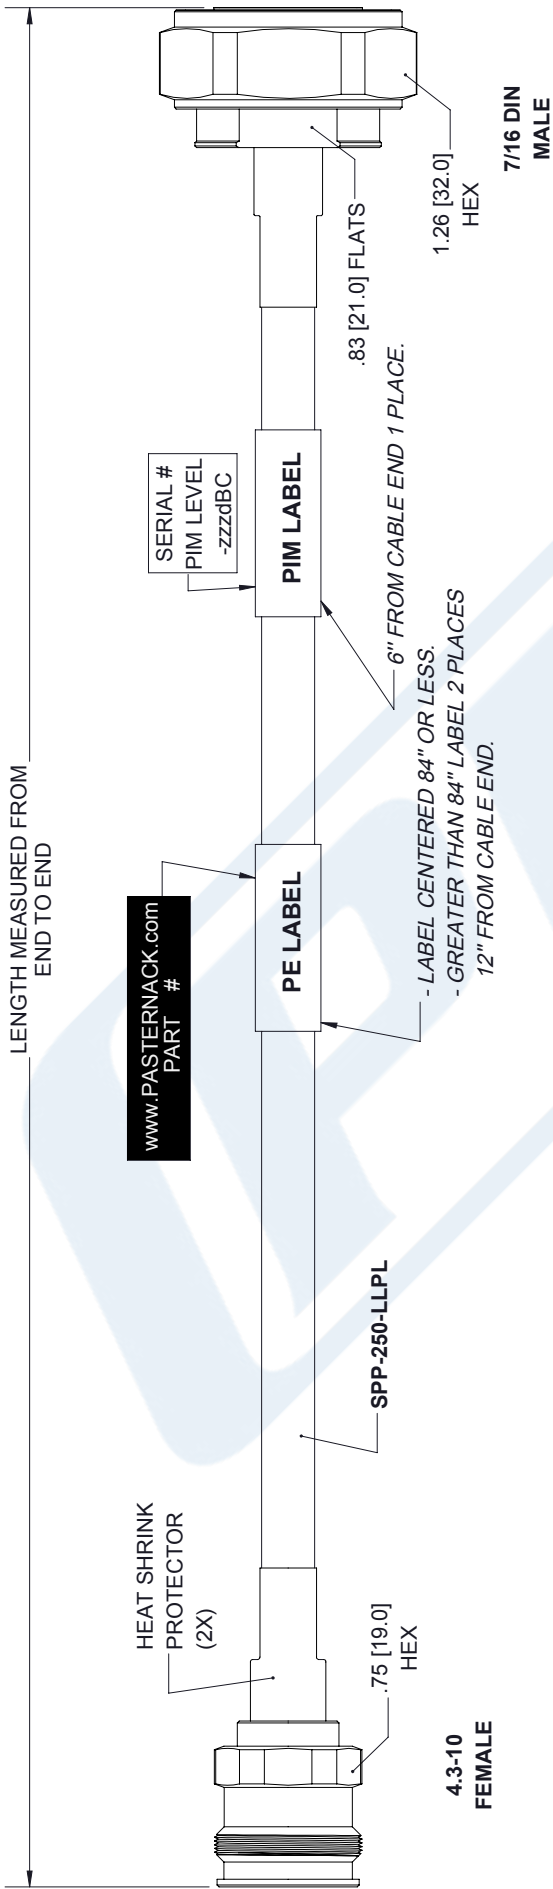 LENGTH MEASURED FROM
END TO END
HEAT SHRINK
PROTECTOR
(2X)
www.PASTERNACK.com
PART #
SERIAL #
PIM LEVEL
-zzzdBC
PE LABEL
PIM LABEL
.75 [19.0]
HEX
SPP-250-LLPL
- LABEL CENTERED 84" OR LESS.
- GREATER THAN 84" LABEL 2 PLACES
12" FROM CABLE END.
6" FROM CABLE END 1 PLACE.
.83 [21.0] FLATS
1.26 [32.0]
HEX
4.3-10
FEMALE
7/16 DIN
MALE